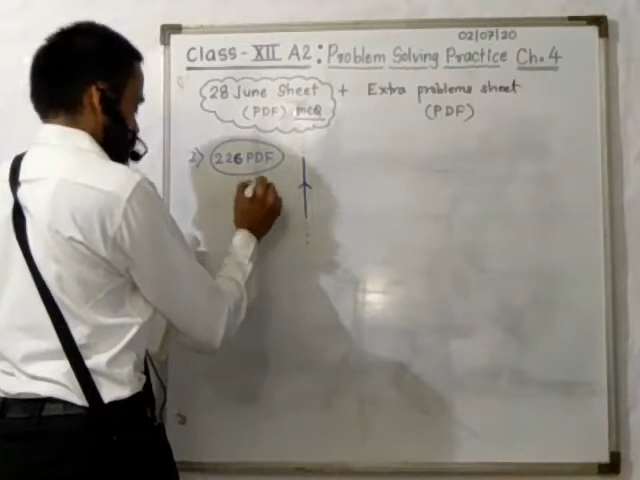 02/07/20
Class-XII A2: Problem Solving Practice Ch. 4
28 June Sheet + Extra problems sheet
(PDF) MCQ (PDF)
226 PDF